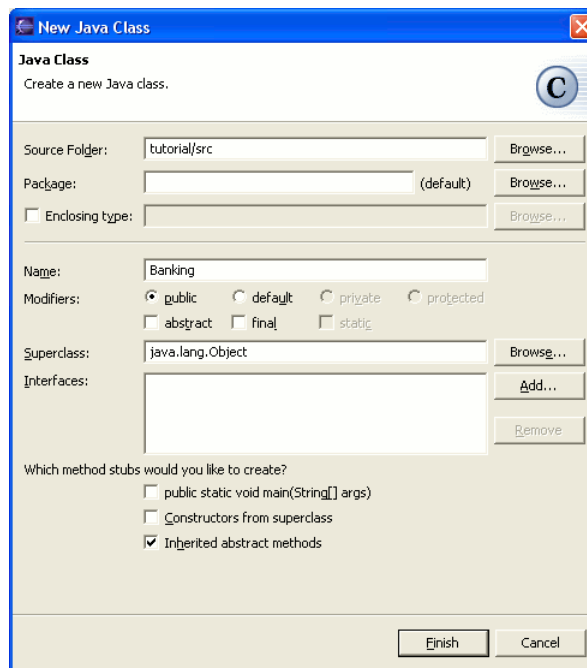 New Java Class
Java Class
Create a new Java class.
C
Source Folder: tutorial/src Browse...
Package: (default) Browse...
Enclosing type: Browse...
Name: Banking
Modifiers: public default private protected
abstract final static
Superclass: java.lang.Object Browse...
Interfaces: Add...
Remove
Which method stubs would you like to create?
public static void main(String[] args)
Constructors from superclass
Inherited abstract methods
Finish Cancel